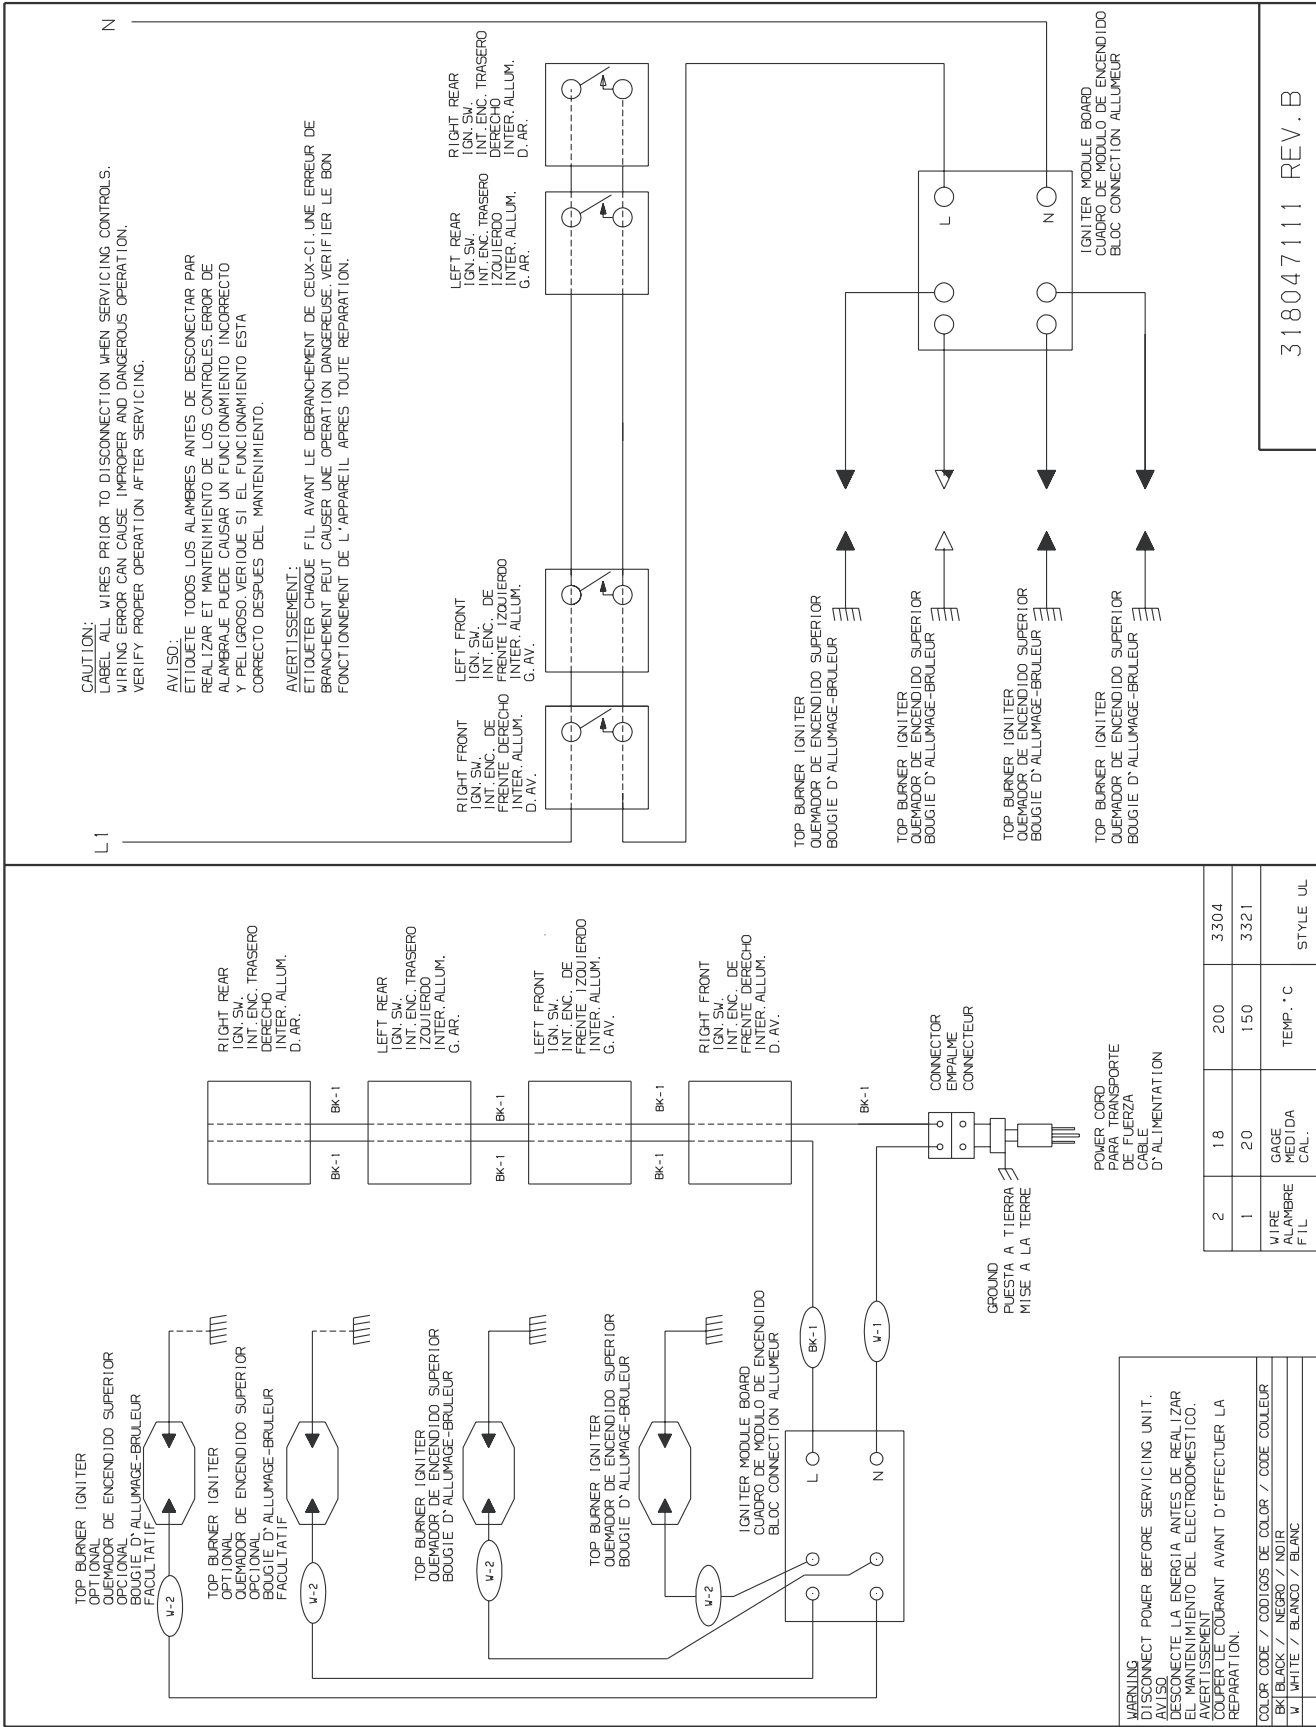 TOP BURNER IGNITER
OPTIONAL
QUEMADOR DE ENCENDIDO SUPERIOR
OPCIONAL
BOUGIE D`ALLUMAGE-BRULEUR
FACULTATIF
W-2
TOP BURNER IGNITER
OPTIONAL
QUEMADOR DE ENCENDIDO SUPERIOR
OPCIONAL
BOUGIE D`ALLUMAGE-BRULEUR
FACULTATIF
W-2
TOP BURNER IGNITER
QUEMADOR DE ENCENDIDO SUPERIOR
BOUGIE D`ALLUMAGE-BRULEUR
W-2
TOP BURNER IGNITER
QUEMADOR DE ENCENDIDO SUPERIOR
BOUGIE D`ALLUMAGE-BRULEUR
W-2
IGNITER MODULE BOARD
CUADRO DE MODULO DE ENCENDIDO
BLOC CONNECTION ALLUMEUR
L
N
BK-1
W-1
RIGHT REAR
IGN. SW.
INT. ENC. TRASERO
DERECHO
INTER. ALLUM.
D. AR.
BK-1
BK-1
LEFT REAR
IGN. SW.
INT. ENC. TRASERO
IZQUIERDO
INTER. ALLUM.
G. AR.
BK-1
BK-1
LEFT FRONT
IGN. SW.
INT. ENC. DE
FRENTE IZQUIERDO
INTER. ALLUM.
G. AV.
BK-1
BK-1
RIGHT FRONT
IGN. SW.
INT. ENC. DE
FRENTE DERECHO
INTER. ALLUM.
D. AV.
BK-1
CONNECTOR
EMPALME
CONNECTEUR
GROUND
PUESTA A TIERRA
MISE A LA TERRE
POWER CORD
PARA TRANSPORTE
DE FUERZA
CABLE
D`ALIMENTATION
WARNING
DISCONNECT POWER BEFORE SERVICING UNIT.
AVISO
DESCONECTE LA ENERGIA ANTES DE REALIZAR
EL MANTENIMIENTO DEL ELECTRODOMESTICO.
AVERTISSEMENT
COUPER LE COURANT AVANT D'EFFECTUER LA
REPARATION.
COLOR CODE / CODIGOS DE COLOR / CODE COULEUR
BK BLACK / NEGRO / NOIR
W WHITE / BLANCO / BLANC
2 18 200 3304
1 20 150 3321
WIRE ALAMBRE FIL
GAGE MEDIDA CAL.
TEMP. °C
STYLE UL
L1
N
CAUTION:
LABEL ALL WIRES PRIOR TO DISCONNECTION WHEN SERVICING CONTROLS.
WIRING ERROR CAN CAUSE IMPROPER AND DANGEROUS OPERATION.
VERIFY PROPER OPERATION AFTER SERVICING.
AVISO:
ETIQUETE TODOS LOS ALAMBRES ANTES DE DESCONECTAR PAR
REALIZAR ET MANTENIMIENTO DE LOS CONTROLES. ERROR DE
ALAMBRAJE PUEDE CAUSAR UN FUNCIONAMIENTO INCORRECTO
Y PELIGROSO. VERIQUE SI EL FUNCIONAMIENTO ESTA
CORRECTO DESPUES DEL MANTENIMIENTO.
AVERTISSEMENT:
ETIQUETER CHAQUE FIL AVANT LE DEBRANCHEMENT DE CEUX-CI. UNE ERREUR DE
BRANCHEMENT PEUT CAUSER UNE OPERATION DANGEREUSE. VERIFIER LE BON
FONCTIONNEMENT DE L'APPAREIL APRES TOUTE REPARATION.
RIGHT FRONT
IGN. SW.
INT. ENC. DE
FRENTE DERECHO
INTER. ALLUM.
D. AV.
LEFT FRONT
IGN. SW.
INT. ENC. DE
FRENTE IZQUIERDO
INTER. ALLUM.
G. AV.
LEFT REAR
IGN. SW.
INT. ENC. TRASERO
IZQUIERDO
INTER. ALLUM.
G. AR.
RIGHT REAR
IGN. SW.
INT. ENC. TRASERO
DERECHO
INTER. ALLUM.
D. AR.
TOP BURNER IGNITER
QUEMADOR DE ENCENDIDO SUPERIOR
BOUGIE D`ALLUMAGE-BRULEUR
TOP BURNER IGNITER
QUEMADOR DE ENCENDIDO SUPERIOR
BOUGIE D`ALLUMAGE-BRULEUR
TOP BURNER IGNITER
QUEMADOR DE ENCENDIDO SUPERIOR
BOUGIE D`ALLUMAGE-BRULEUR
TOP BURNER IGNITER
QUEMADOR DE ENCENDIDO SUPERIOR
BOUGIE D`ALLUMAGE-BRULEUR
L
N
IGNITER MODULE BOARD
CUADRO DE MODULO DE ENCENDIDO
BLOC CONNECTION ALLUMEUR
318047111 REV. B